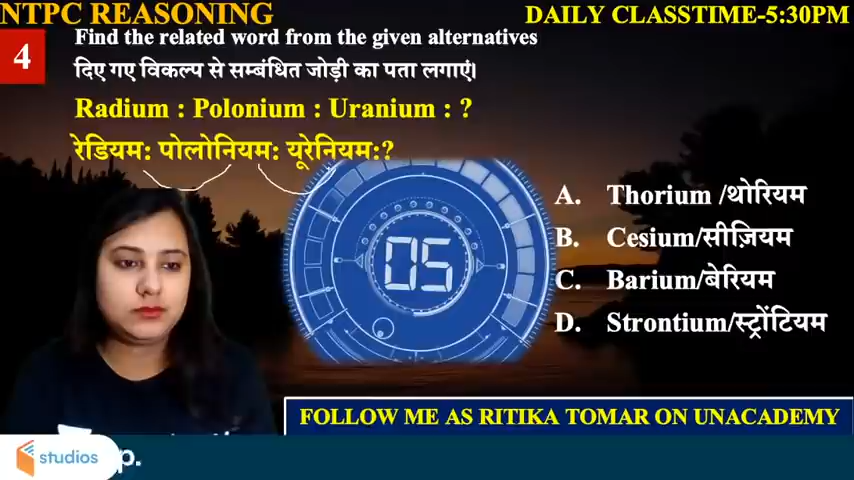 NTPC REASONING
DAILY CLASSTIME-5:30PM
4
Find the related word from the given alternatives
दिए गए विकल्प से सम्बंधित जोड़ी का पता लगाएं।
Radium : Polonium : Uranium : ?
रेडियम: पोलोनियम: यूरेनियम:?
A. Thorium /थोरियम
B. Cesium/सीज़ियम
C. Barium/बेरियम
D. Strontium/स्ट्रोंटियम
05
FOLLOW ME AS RITIKA TOMAR ON UNACADEMY
studios
p.